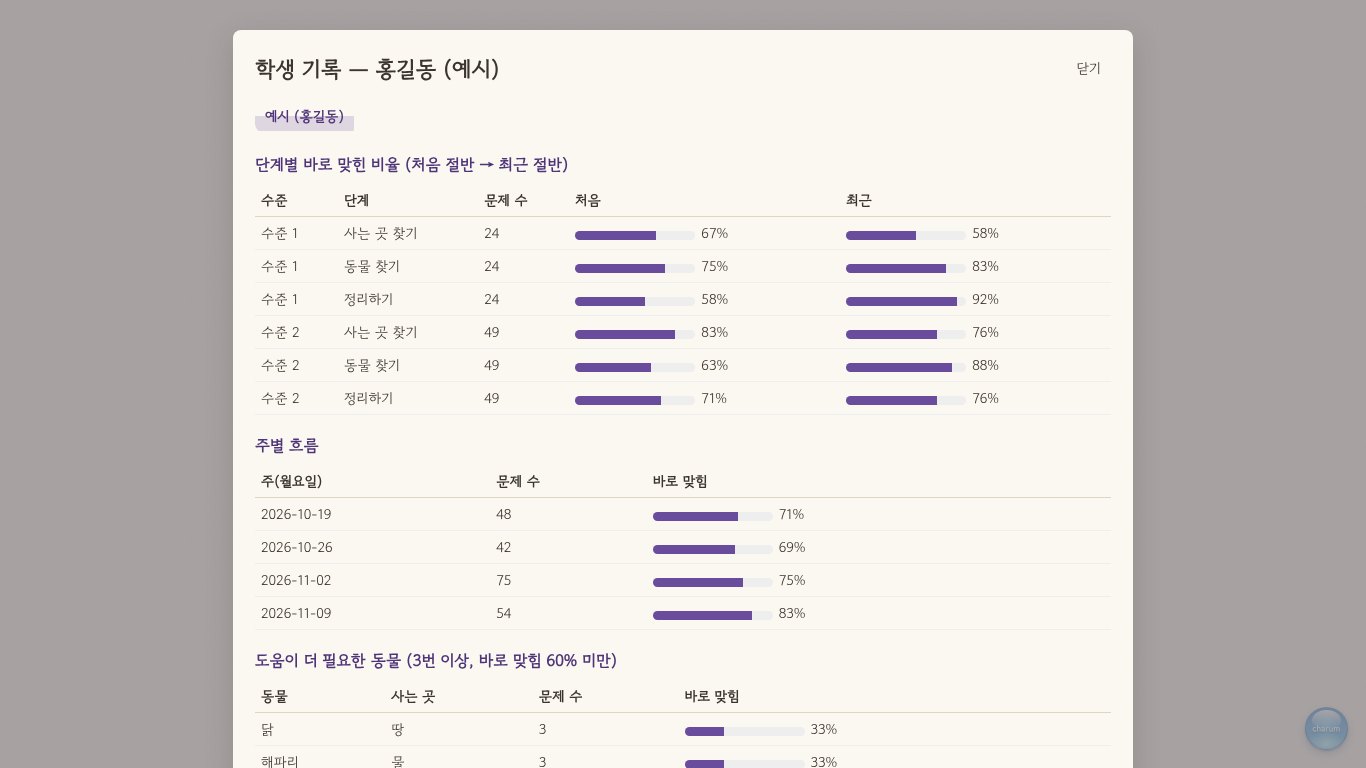 학생 기록 — 홍길동 (예시)
닫기
예시 (홍길동)
단계별 바로 맞힌 비율 (처음 절반 → 최근 절반)
수준 단계 문제 수 처음 최근
수준 1 사는 곳 찾기 24 67% 58%
수준 1 동물 찾기 24 75% 83%
수준 1 정리하기 24 58% 92%
수준 2 사는 곳 찾기 49 83% 76%
수준 2 동물 찾기 49 63% 88%
수준 2 정리하기 49 71% 76%
주별 흐름
주(월요일) 문제 수 바로 맞힘
2026-10-19 48 71%
2026-10-26 42 69%
2026-11-02 75 75%
2026-11-09 54 83%
도움이 더 필요한 동물 (3번 이상, 바로 맞힘 60% 미만)
동물 사는 곳 문제 수 바로 맞힘
닭 땅 3 33%
해파리 물 3 33%
charum